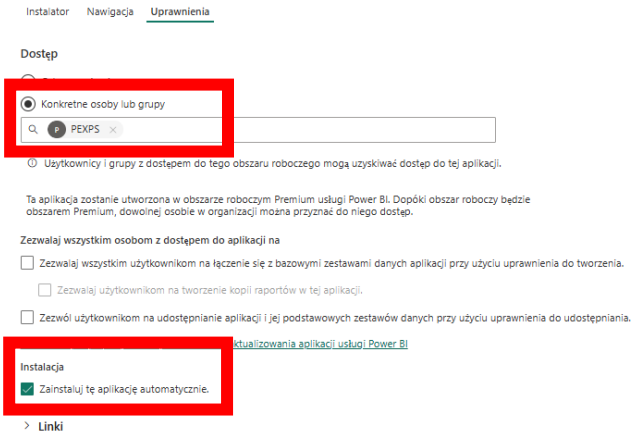 Instalator Nawigacja Uprawnienia
Dostęp
Konkretne osoby lub grupy
P PEXPS ×
Użytkownicy i grupy z dostępem do tego obszaru roboczego mogą uzyskiwać dostęp do tej aplikacji.
Ta aplikacja zostanie utworzona w obszarze roboczym Premium usługi Power BI. Dopóki obszar roboczy będzie
obszarem Premium, dowolnej osobie w organizacji można przyznać do niego dostęp.
Zezwalaj wszystkim osobom z dostępem do aplikacji na
Zezwalaj wszystkim użytkownikom na łączenie się z bazowymi zestawami danych aplikacji przy użyciu uprawnienia do tworzenia.
Zezwalaj użytkownikom na tworzenie kopii raportów w tej aplikacji.
Zezwól użytkownikom na udostępnianie aplikacji i jej podstawowych zestawów danych przy użyciu uprawnienia do udostępniania.
ktualizowania aplikacji usługi Power BI
Instalacja
Zainstaluj tę aplikację automatycznie.
Linki